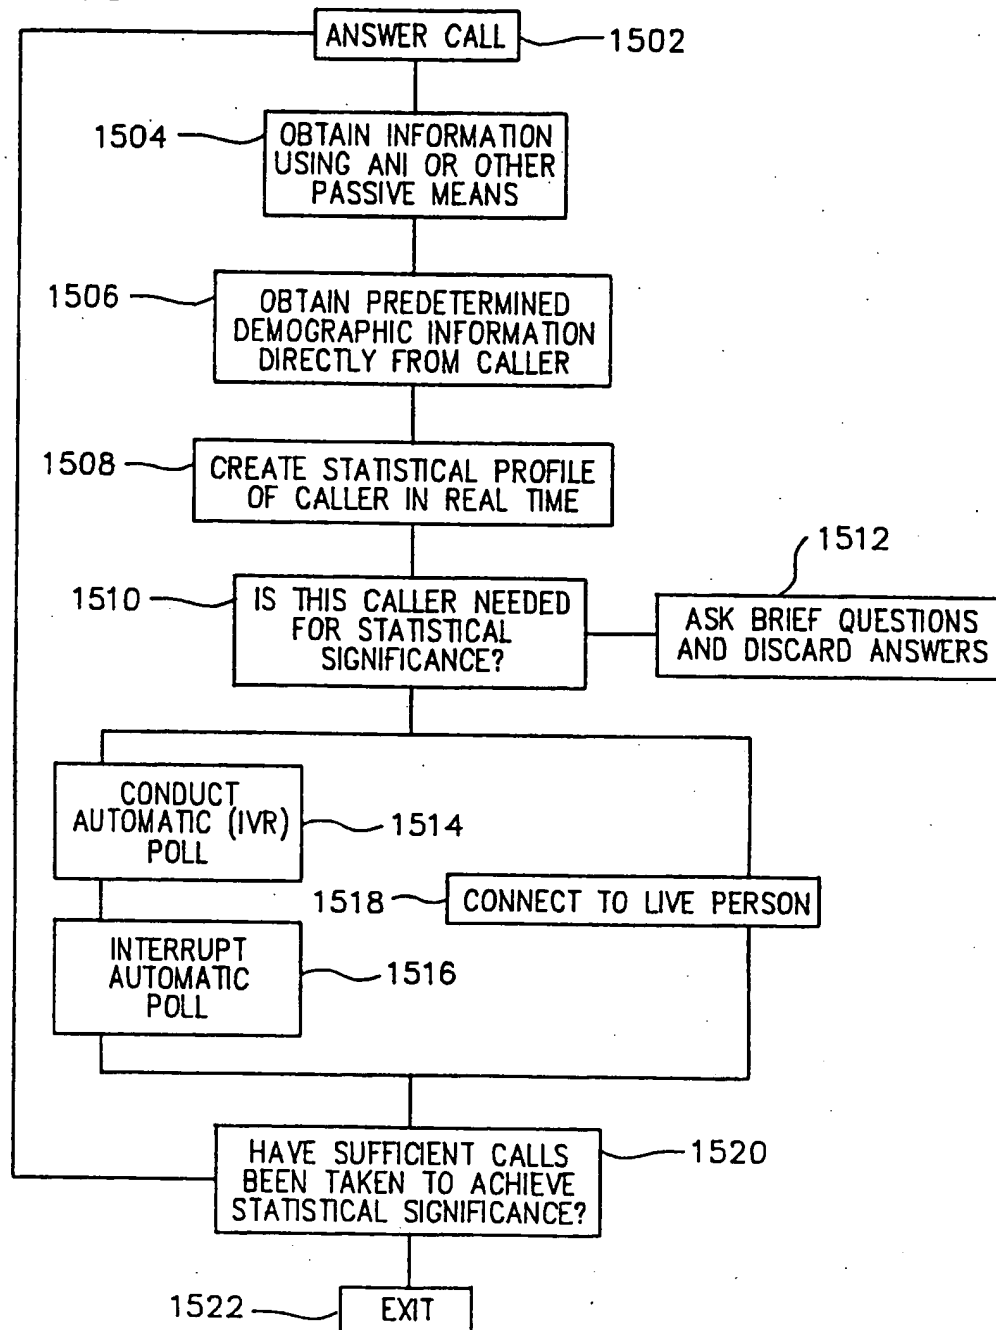 ANSWER CALL
1502
1504
OBTAIN INFORMATION
USING ANI OR OTHER
PASSIVE MEANS
1506
OBTAIN PREDETERMINED
DEMOGRAPHIC INFORMATION
DIRECTLY FROM CALLER
1508
CREATE STATISTICAL PROFILE
OF CALLER IN REAL TIME
1510
IS THIS CALLER NEEDED
FOR STATISTICAL
SIGNIFICANCE?
1512
ASK BRIEF QUESTIONS
AND DISCARD ANSWERS
CONDUCT
AUTOMATIC (IVR)
POLL
1514
1518
CONNECT TO LIVE PERSON
INTERRUPT
AUTOMATIC
POLL
1516
HAVE SUFFICIENT CALLS
BEEN TAKEN TO ACHIEVE
STATISTICAL SIGNIFICANCE?
1520
1522
EXIT